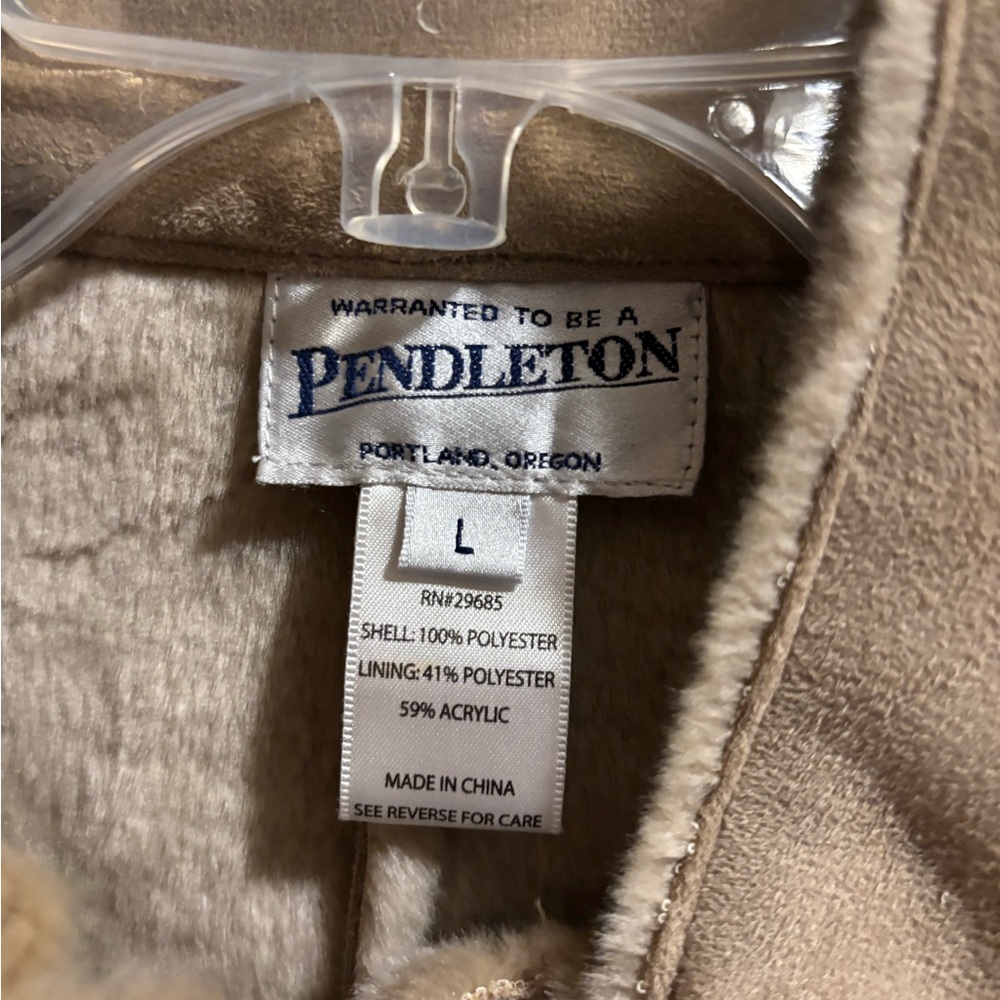 WARRANTED TO BE A
PENDLETON
PORTLAND, OREGON
L
RN#29685
SHELL: 100% POLYESTER
LINING: 41% POLYESTER
59% ACRYLIC
MADE IN CHINA
SEE REVERSE FOR CARE